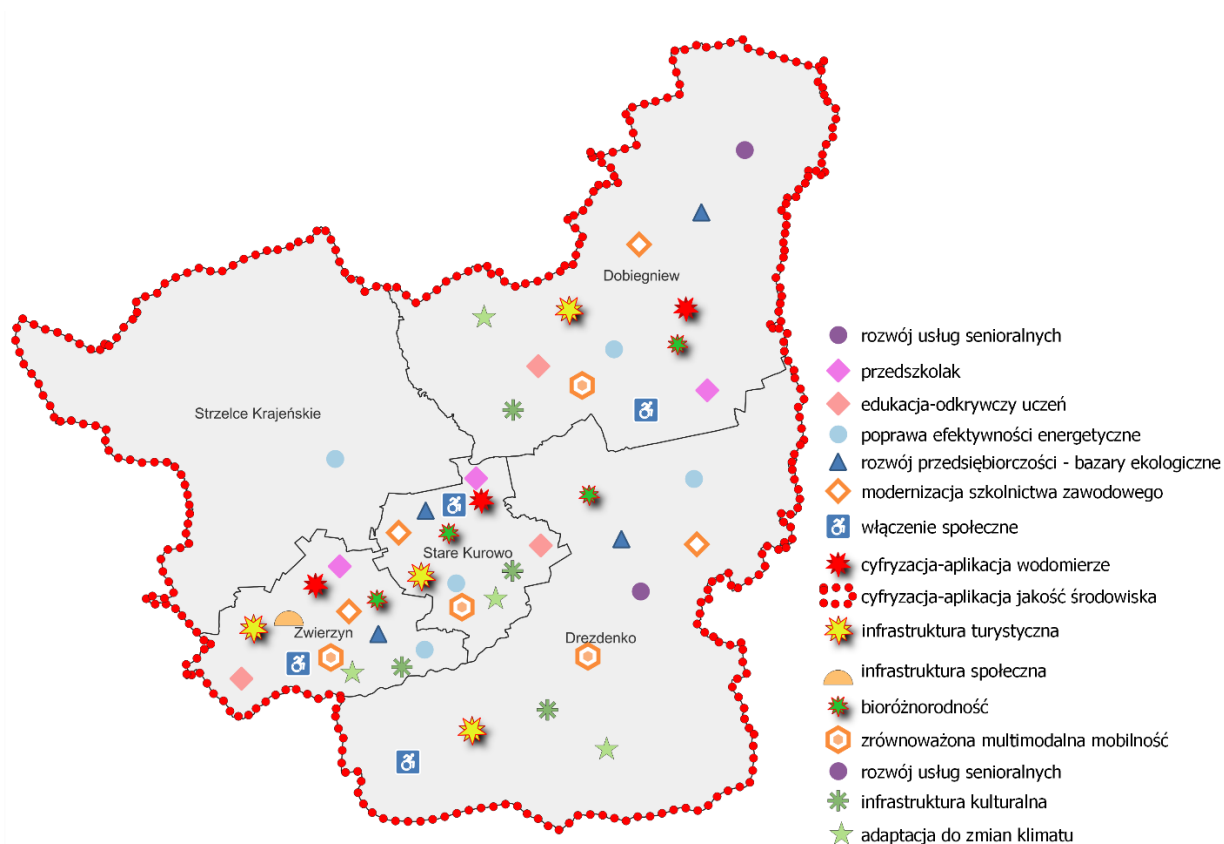 Dobiegniew
Strzelce Krajeńskie
Stare Kurowo
Zwierzyn
Drezdenko
rozwój usług senioralnych
przedszkolak
edukacja-odkrywczy uczeń
poprawa efektywności energetyczne
rozwój przedsiębiorczości - bazary ekologiczne
modernizacja szkolnictwa zawodowego
włączenie społeczne
cyfryzacja-aplikacja wodomierze
cyfryzacja-aplikacja jakość środowiska
infrastruktura turystyczna
infrastruktura społeczna
bioróżnorodność
zrównoważona multimodalna mobilność
rozwój usług senioralnych
infrastruktura kulturalna
adaptacja do zmian klimatu